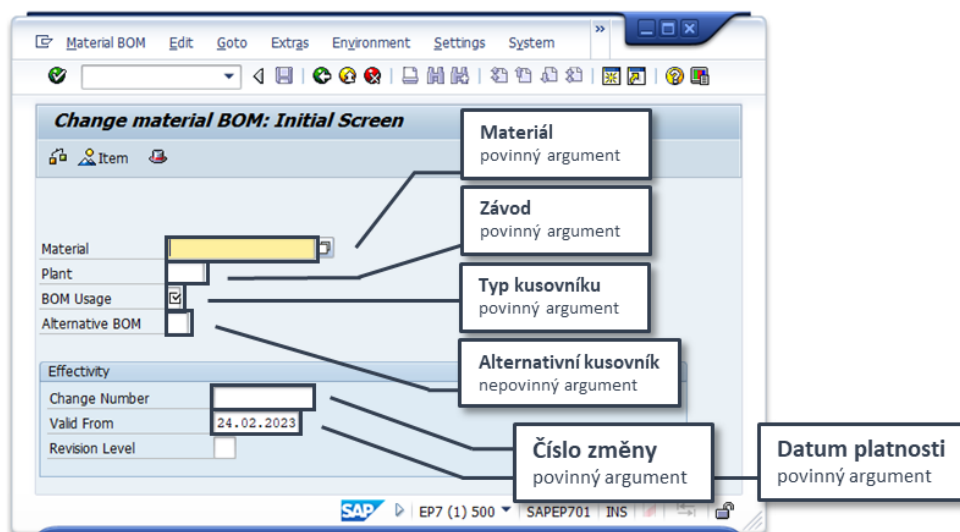 Material BOM Edit Goto Extras Environment Settings System »
Change material BOM: Initial Screen
Item
Materiál
povinný argument
Závod
povinný argument
Material
Plant
Typ kusovníku
povinný argument
BOM Usage
Alternative BOM
Alternativní kusovník
nepovinný argument
Effectivity
Change Number
Valid From 24.02.2023
Revision Level
Číslo změny
povinný argument
Datum platnosti
povinný argument
SAP EP7 (1) 500 SAPEP701 INS